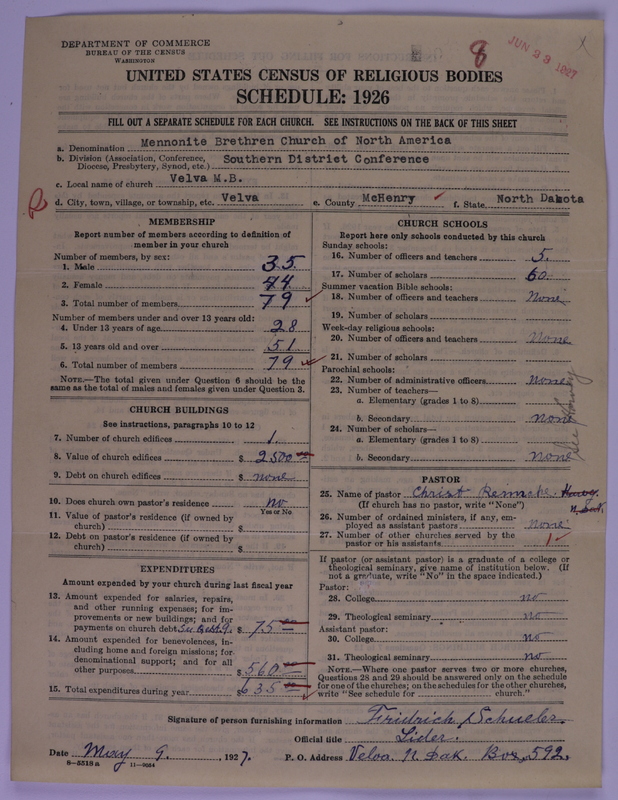 DEPARTMENT OF COMMERCE
BUREAU OF THE CENSUS
WASHINGTON
8
JUN 23 1927
UNITED STATES CENSUS OF RELIGIOUS BODIES
SCHEDULE: 1926
FILL OUT A SEPARATE SCHEDULE FOR EACH CHURCH. SEE INSTRUCTIONS ON THE BACK OF THIS SHEET
a. Denomination Mennonite Brethren Church of North America
b. Division (Association, Conference, Diocese, Presbytery, Synod, etc.) Southern District Conference
c. Local name of church Velva M.B.
d. City, town, village, or township, etc. Velva e. County McHenry f. State North Dakota
MEMBERSHIP
Report number of members according to definition of
member in your church
Number of members, by sex:
1. Male 35
2. Female 44
3. Total number of members 79
Number of members under and over 13 years old:
4. Under 13 years of age 28
5. 13 years old and over 51
6. Total number of members 79
NOTE.—The total given under Question 6 should be the
same as the total of males and females given under Question 3.
CHURCH BUILDINGS
See instructions, paragraphs 10 to 12
7. Number of church edifices 1.
8. Value of church edifices $ 2500
9. Debt on church edifices $ none
10. Does church own pastor's residence no
Yes or No
11. Value of pastor's residence (if owned by
church) $
12. Debt on pastor's residence (if owned by
church) $
EXPENDITURES
Amount expended by your church during last fiscal year
13. Amount expended for salaries, repairs,
and other running expenses; for im-
provements or new buildings; and for
payments on church debt $ 75
14. Amount expended for benevolences, in-
cluding home and foreign missions; for
denominational support; and for all
other purposes $ 560
15. Total expenditures during year $ 635
CHURCH SCHOOLS
Report here only schools conducted by this church
Sunday schools:
16. Number of officers and teachers 5.
17. Number of scholars 60
Summer vacation Bible schools:
18. Number of officers and teachers None
19. Number of scholars
Week-day religious schools:
20. Number of officers and teachers None
21. Number of scholars
Parochial schools:
22. Number of administrative officers None
23. Number of teachers—
a. Elementary (grades 1 to 8)
b. Secondary None
24. Number of scholars—
a. Elementary (grades 1 to 8)
b. Secondary None
See Harvey
PASTOR
25. Name of pastor Christ Harvey
(If church has no pastor, write "None") N. Dak.
26. Number of ordained ministers, if any, em-
ployed as assistant pastors None
27. Number of other churches served by the
pastor or his assistants 1
If pastor (or assistant pastor) is a graduate of a college or
theological seminary, give name of institution below. (If
not a graduate, write "No" in the space indicated.)
Pastor:
28. College no
29. Theological seminary no
Assistant pastor:
30. College no
31. Theological seminary no
NOTE.—Where one pastor serves two or more churches,
Questions 28 and 29 should be answered only on the schedule
for one of the churches; on the schedules for the other churches,
write "See schedule for church."
Signature of person furnishing information Fridrich Schueler
Official title Lider.
Date May 9, 1927. P. O. Address Velva. N. Dak. Box, 592,
8—5518 a 11—9054